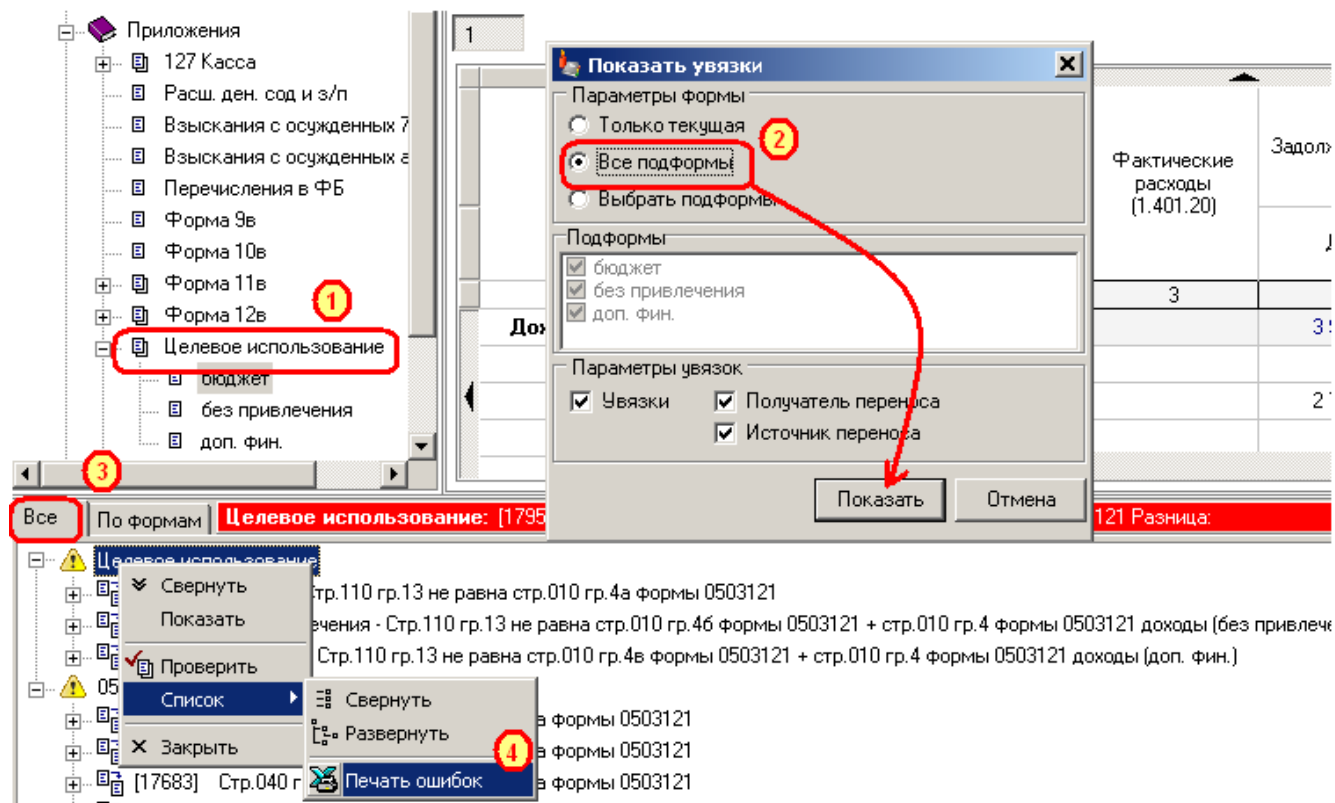 Приложения
127 Касса
Расш. ден. сод и з/п
Взыскания с осужденных 7
Взыскания с осужденных а
Перечисления в ФБ
Форма 9в
Форма 10в
Форма 11в
Форма 12в
1
Целевое использование
бюджет
без привлечения
доп. фин.
3
1
Фактические
расходы
(1.401.20)
Задолж
3
До
2
Показать увязки
Параметры формы
Только текущая
2
Все подформы
Выбрать подформы
Подформы
бюджет
без привлечения
доп. фин.
Параметры увязок
Увязки
Получатель переноса
Источник переноса
Показать
Отмена
Все
По формам
Целевое использование: [1795
121 Разница:
Целевое использование
Стр.110 гр.13 не равна стр.010 гр.4а формы 0503121
ечения - Стр.110 гр.13 не равна стр.010 гр.4б формы 0503121 + стр.010 гр.4 формы 0503121 доходы (без привлече
Стр.110 гр.13 не равна стр.010 гр.4в формы 0503121 + стр.010 гр.4 формы 0503121 доходы (доп. фин.)
05
а формы 0503121
а формы 0503121
[17683] Стр.040 г
а формы 0503121
Свернуть
Показать
Проверить
Список
Закрыть
Свернуть
Развернуть
4
Печать ошибок